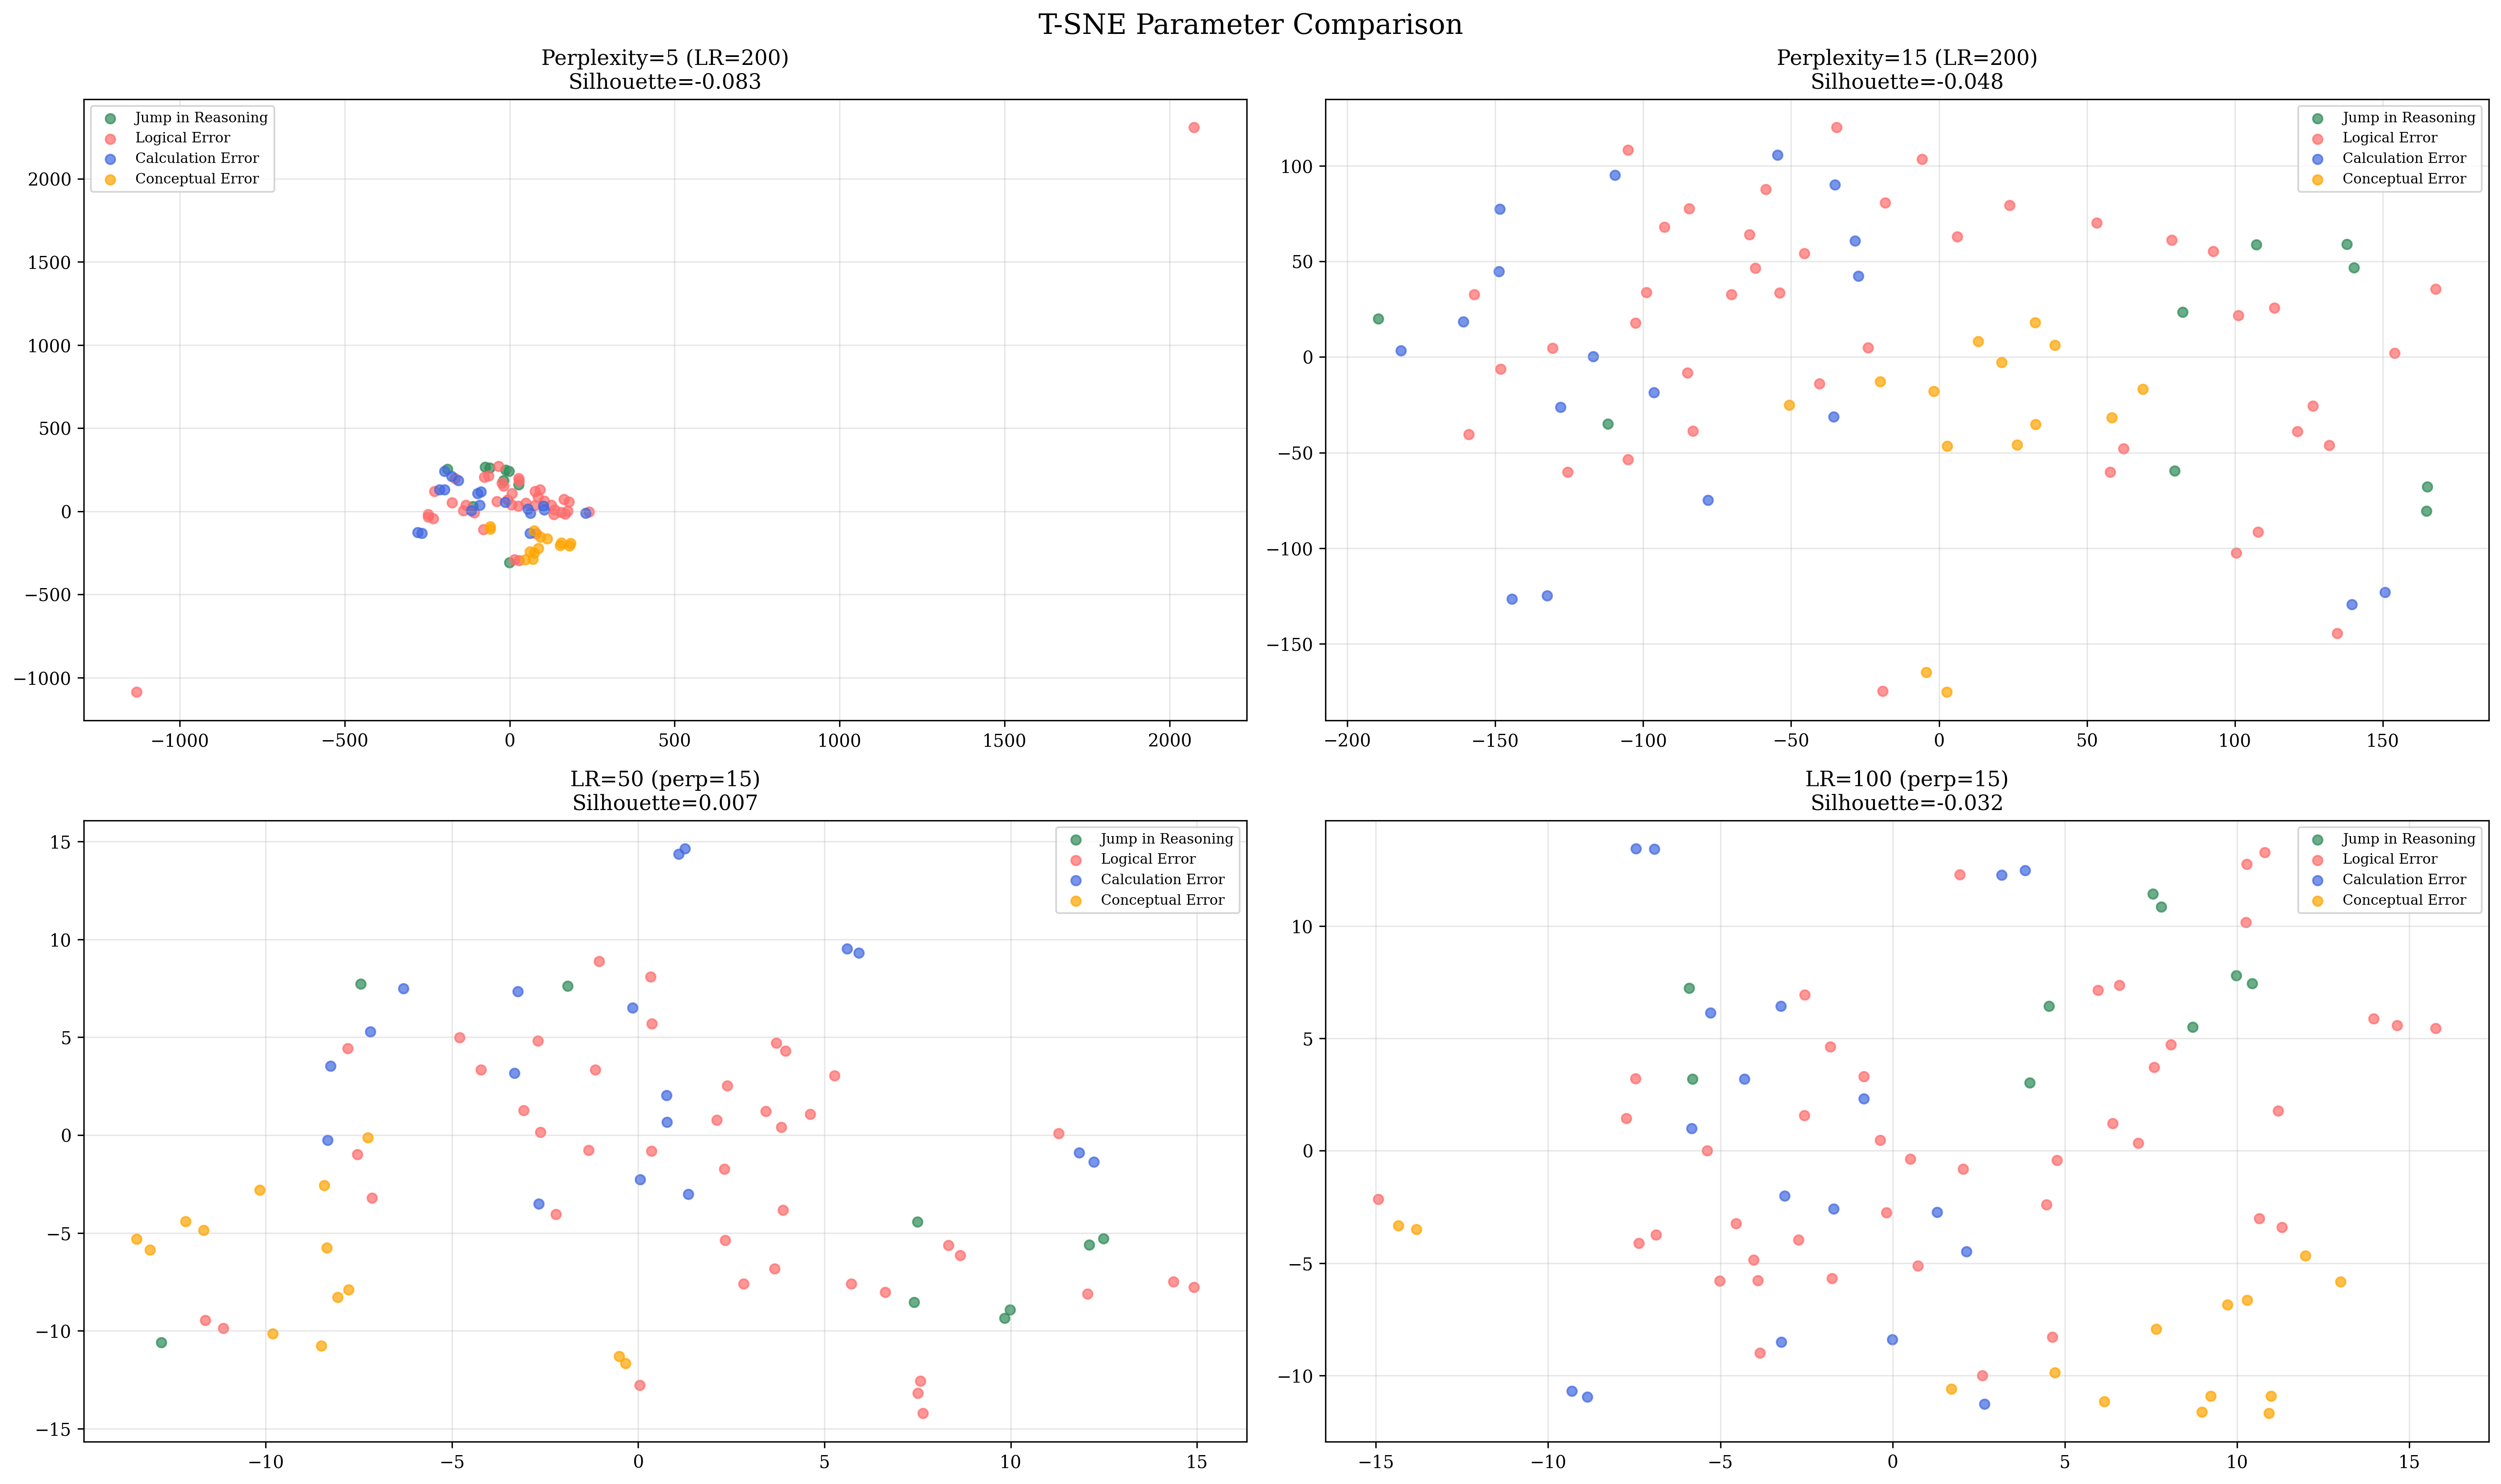 T-SNE Parameter Comparison
Perplexity=5 (LR=200)
Silhouette=-0.083
Jump in Reasoning
Logical Error
Calculation Error
Conceptual Error
2000
1500
1000
500
0
−500
−1000
−1000 −500 0 500 1000 1500 2000
Perplexity=15 (LR=200)
Silhouette=-0.048
Jump in Reasoning
Logical Error
Calculation Error
Conceptual Error
100
50
0
−50
−100
−150
−200 −150 −100 −50 0 50 100 150
LR=50 (perp=15)
Silhouette=0.007
Jump in Reasoning
Logical Error
Calculation Error
Conceptual Error
15
10
5
0
−5
−10
−15
−10 −5 0 5 10 15
LR=100 (perp=15)
Silhouette=-0.032
Jump in Reasoning
Logical Error
Calculation Error
Conceptual Error
10
5
0
−5
−10
−15 −10 −5 0 5 10 15